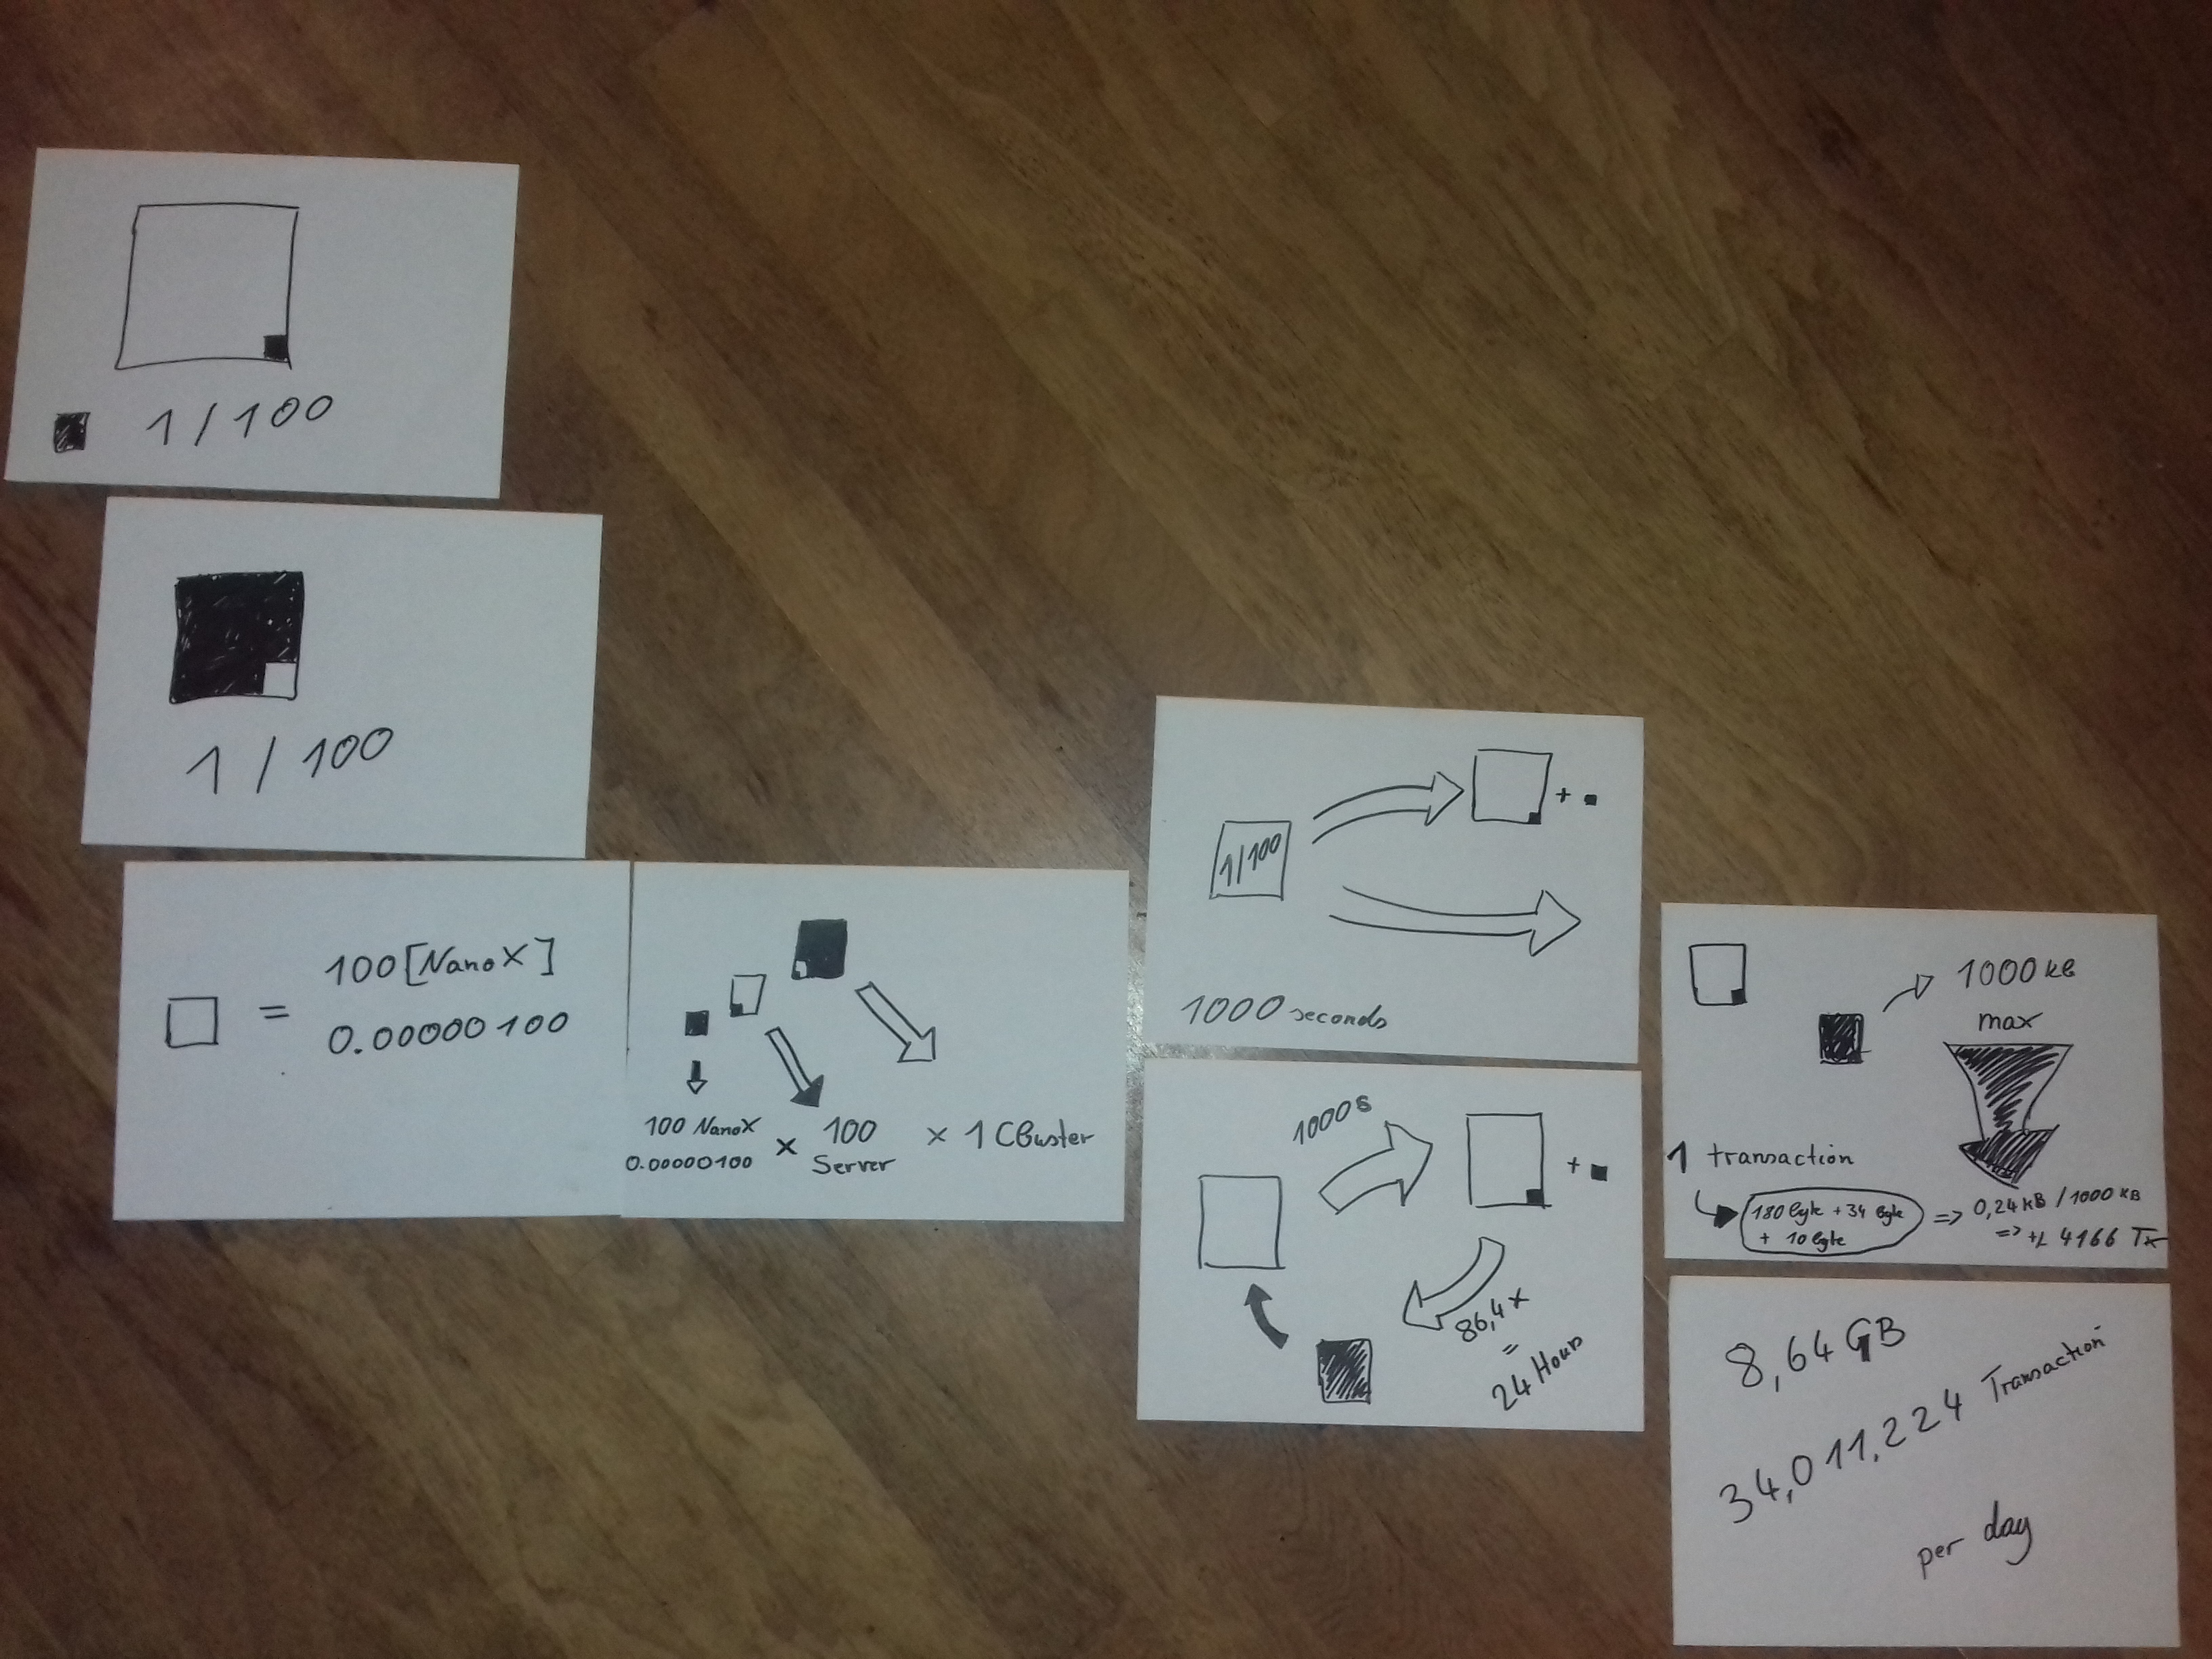 1/100
1/100
=
100 [NanoX]
0.00000100
100 NanoX
0.00000100
x
100
Server
x 1 Cluster
1/100
+
1000 seconds
1000 s
+
86,4 x
=
24 Hours
1000 kB
max
1 transaction
180 byte + 34 byte
+ 10 byte
=> 0,24 kB / 1000 kB
=> +/- 4166 Tx
8,64 GB
34,011,224 Transaction
per day